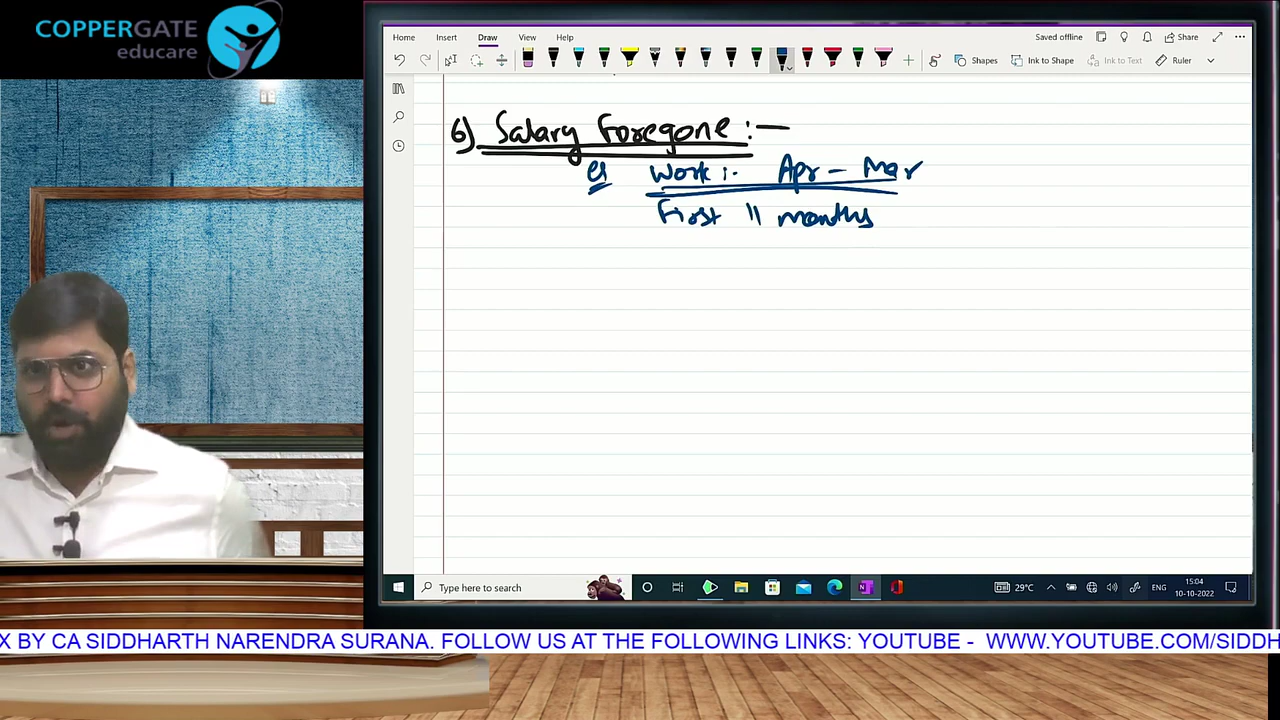 COPPERGATE
educare
Home Insert Draw View Help
Saved offline
Share
Shapes
Ink to Shape
Ink to Text
Ruler
6) Salary Foregone :-
eg Work :- Apr - Mar
First 11 months
Type here to search
29°C
ENG
15:04
10-10-2022
X BY CA SIDDHARTH NARENDRA SURANA. FOLLOW US AT THE FOLLOWING LINKS: YOUTUBE - WWW.YOUTUBE.COM/SIDDH